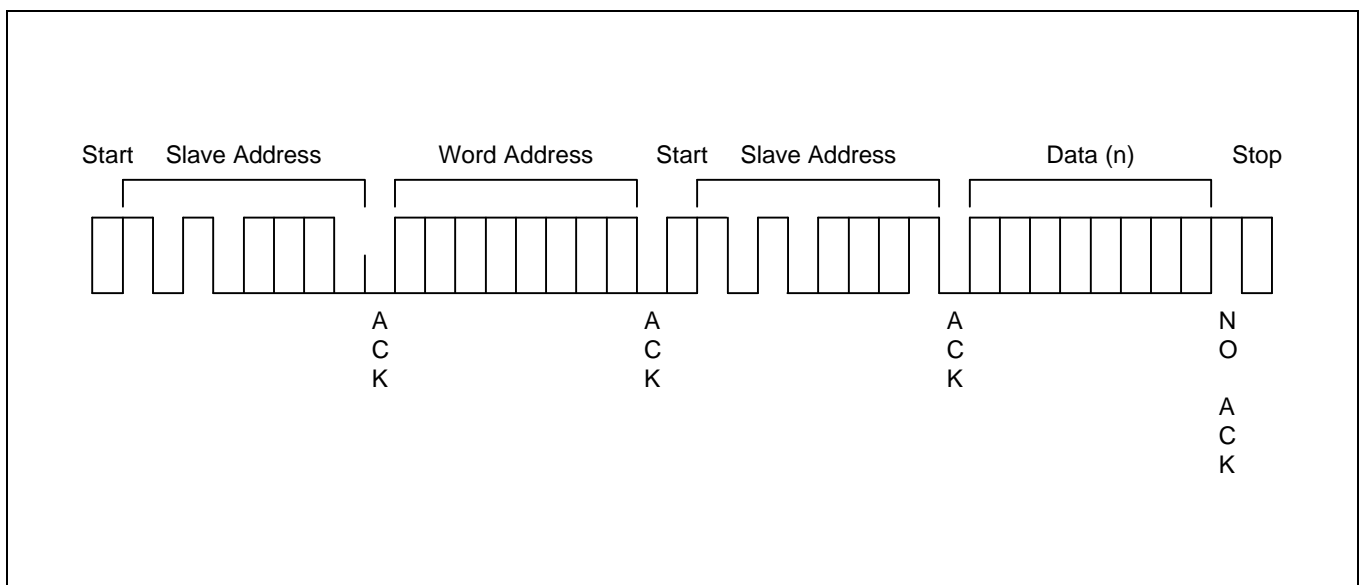 Start Slave Address Word Address Start Slave Address Data (n) Stop
A A A N
C C C O
K K K
A
C
K